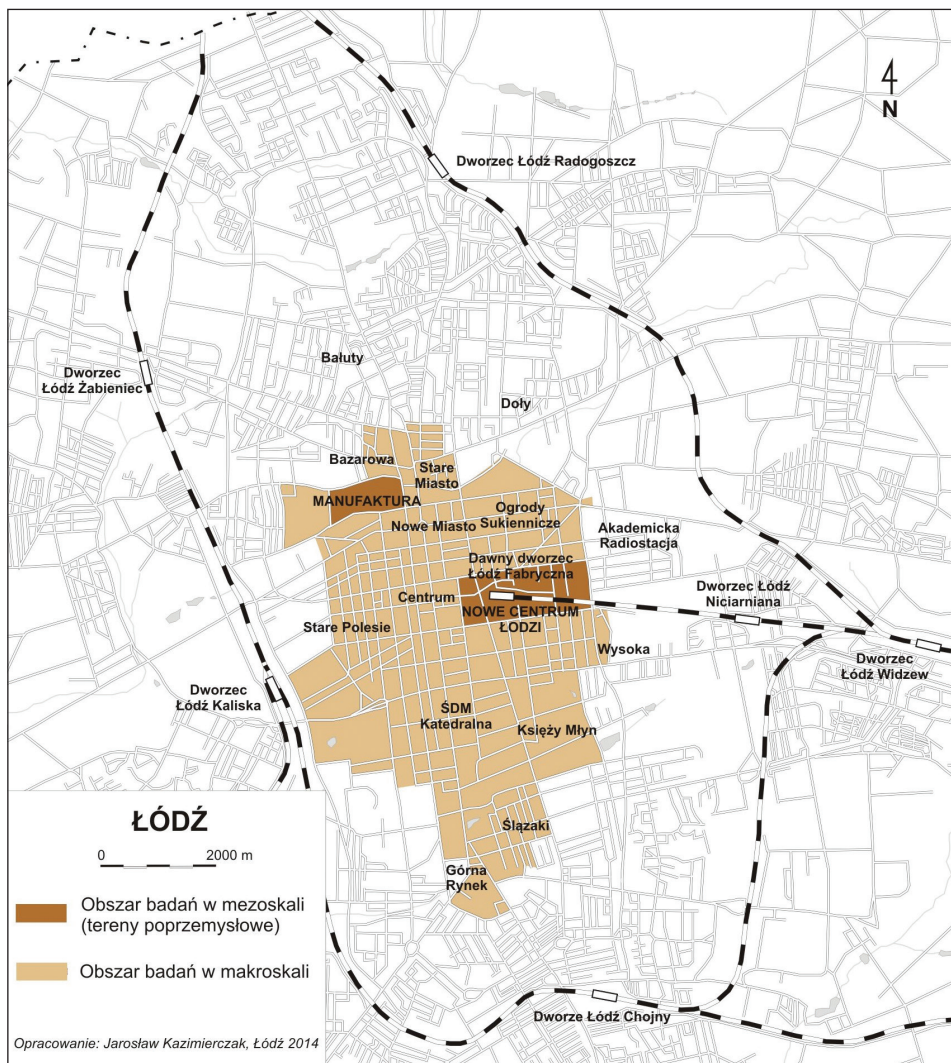 N
Dworzec Łódź Radogoszcz
Bałuty
Dworzec
Łódź Żabieniec
Doły
Bazarowa
Stare
Miasto
MANUFAKTURA
Ogrody
Sukiennicze
Nowe Miasto
Akademicka
Radiostacja
Dawny dworzec
Łódź Fabryczna
Dworzec Łódź
Niciarniana
Centrum
NOWE CENTRUM
ŁODZI
Stare Polesie
Wysoka
Dworzec
Łódź Widzew
Dworzec
Łódź Kaliska
ŚDM
Katedralna
Księży Młyn
Ślązaki
Górna
Rynek
Dworze Łódź Chojny
ŁÓDŹ
0 2000 m
Obszar badań w mezoskali
(tereny poprzemysłowe)
Obszar badań w makroskali
Opracowanie: Jarosław Kazimierczak, Łódź 2014